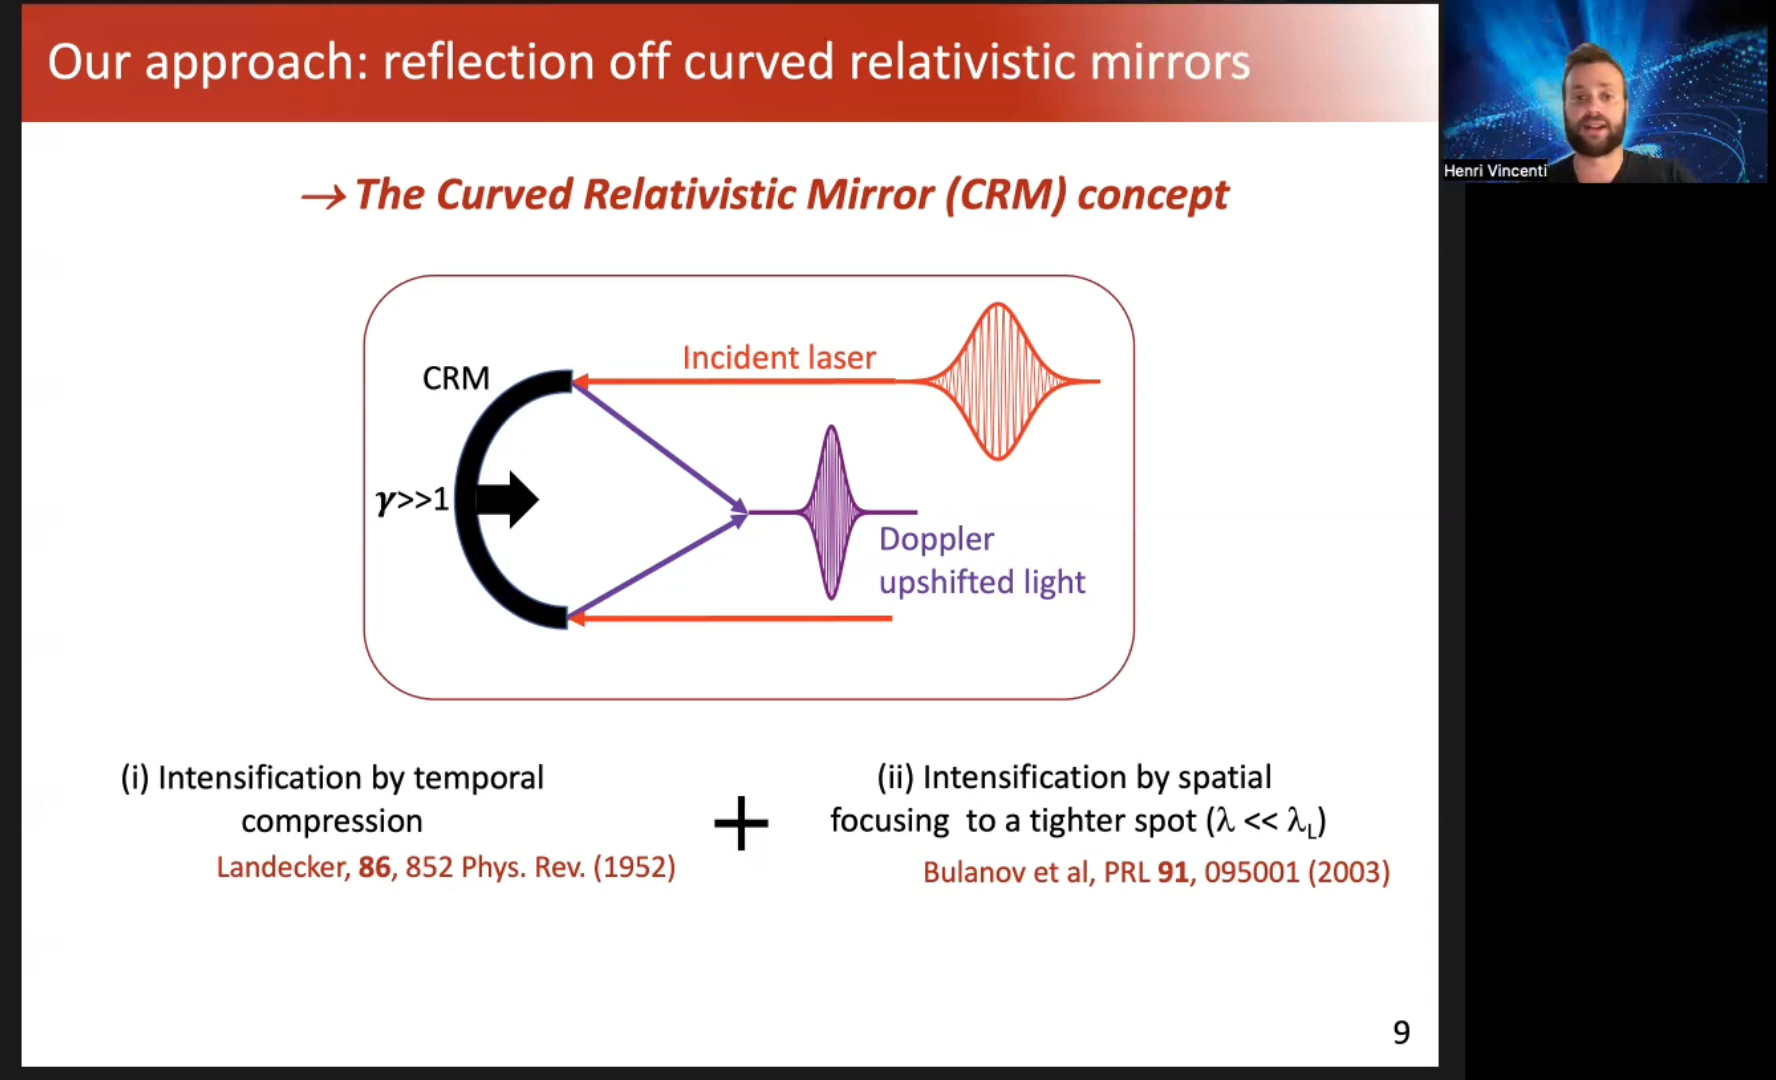 Our approach: reflection off curved relativistic mirrors
Henri Vincenti
→ The Curved Relativistic Mirror (CRM) concept
Incident laser
CRM
γ>>1
Doppler
upshifted light
(i) Intensification by temporal
compression
Landecker, 86, 852 Phys. Rev. (1952)
+
(ii) Intensification by spatial
focusing to a tighter spot (λ << λL)
Bulanov et al, PRL 91, 095001 (2003)
9